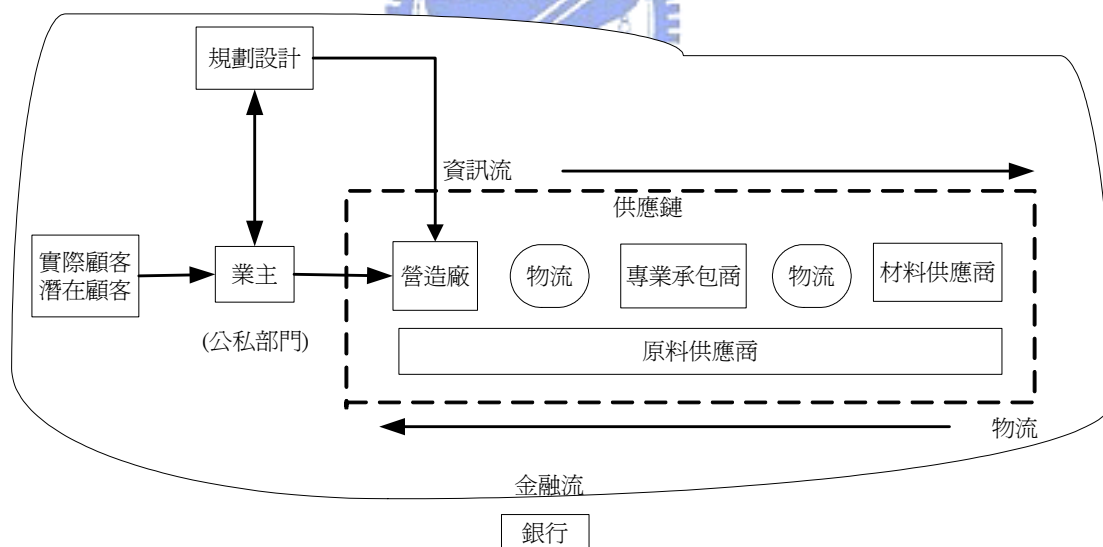 規劃設計
資訊流
供應鏈
實際顧客
潛在顧客
業主
(公私部門)
營造廠
物流
專業承包商
物流
材料供應商
原料供應商
物流
金融流
銀行